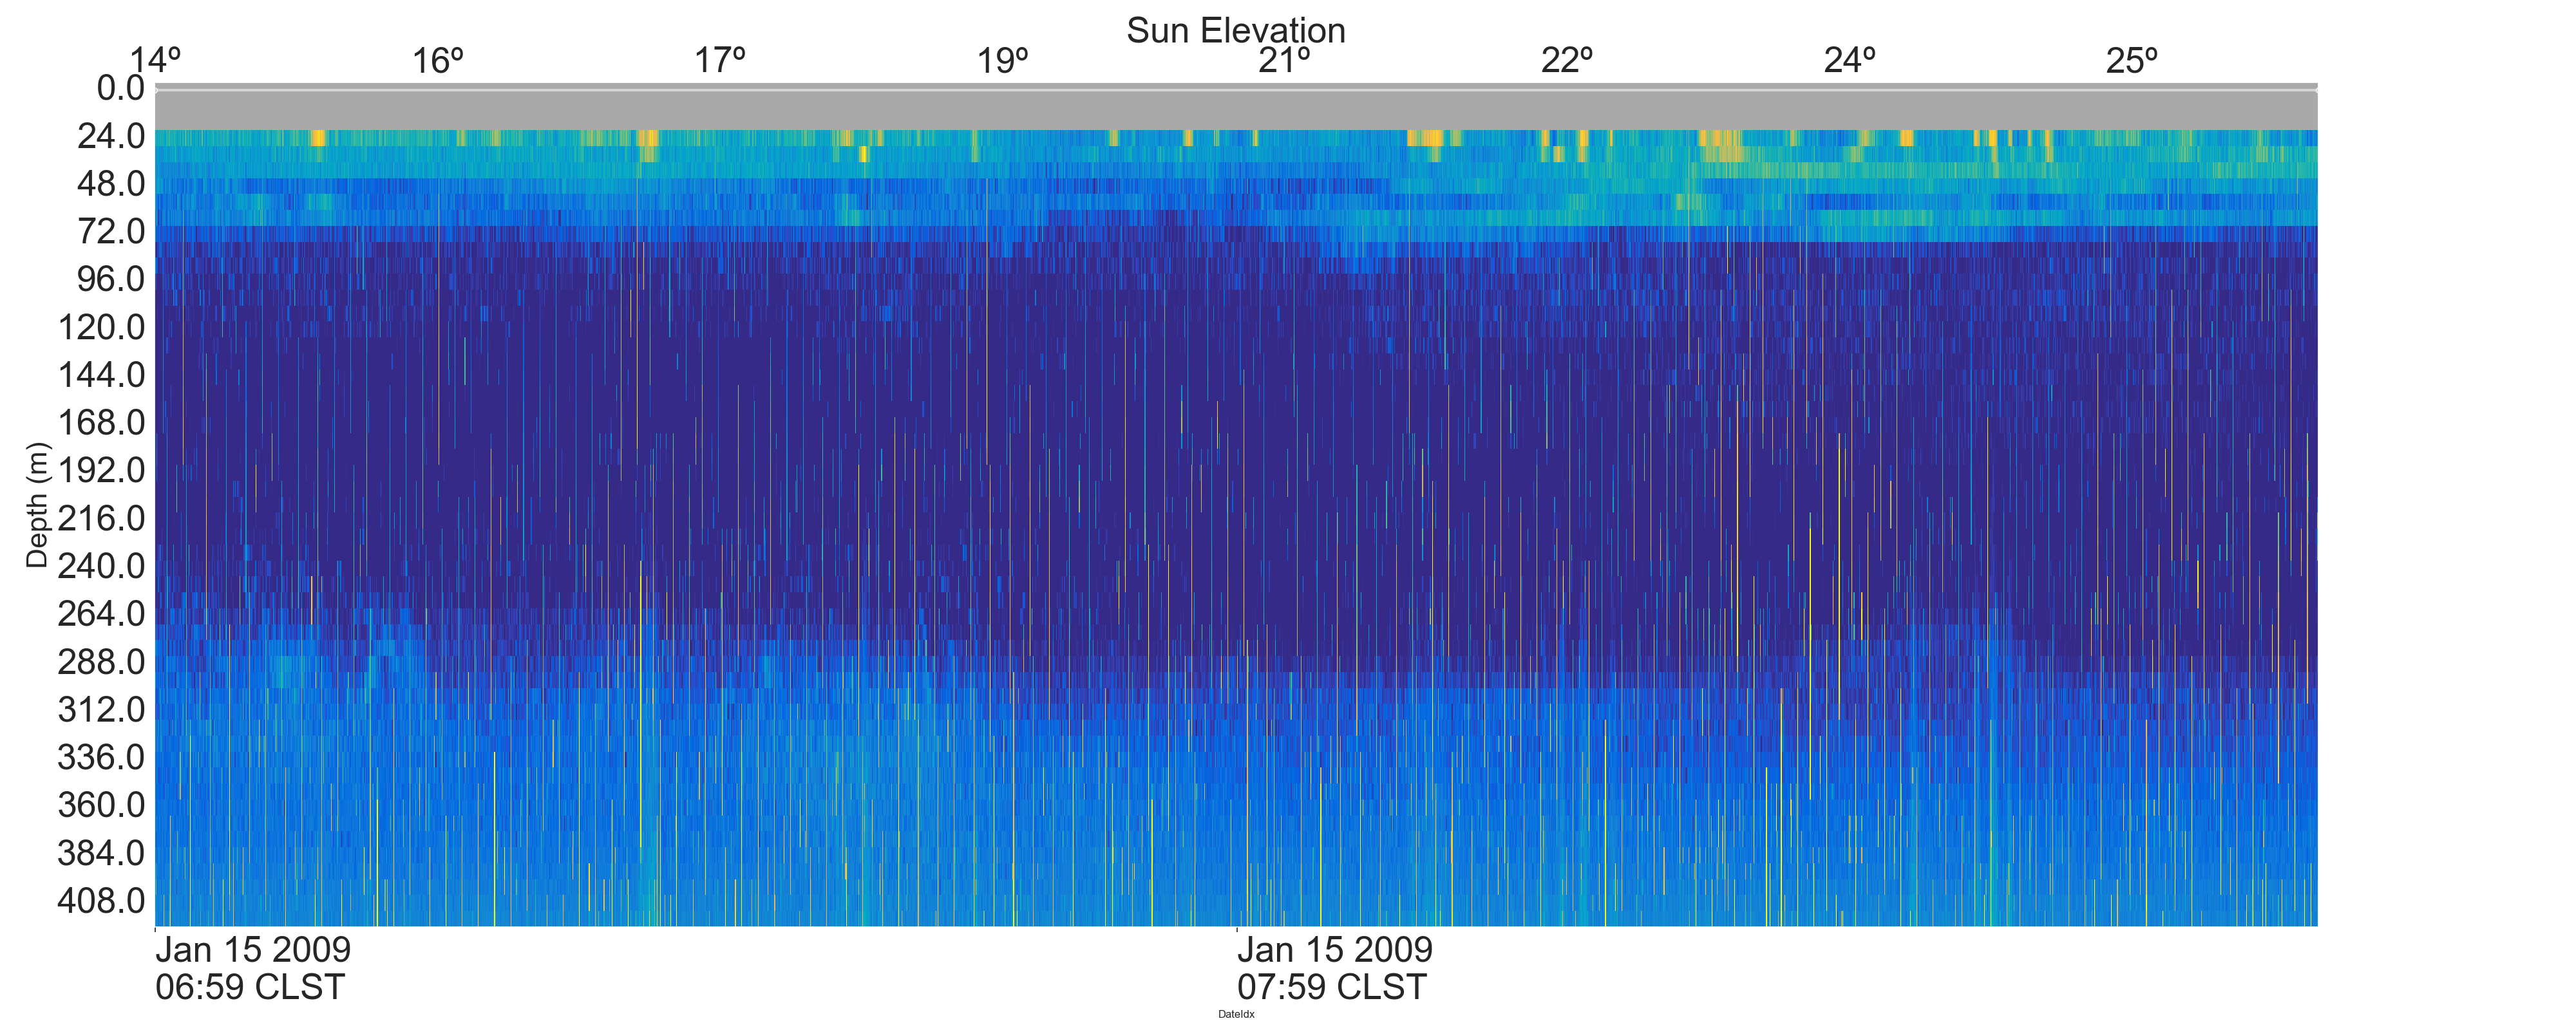 Sun Elevation
14º 16º 17º 19º 21º 22º 24º 25º
0.0
24.0
48.0
72.0
96.0
120.0
144.0
168.0
192.0
216.0
240.0
264.0
288.0
312.0
336.0
360.0
384.0
408.0
Depth (m)
Jan 15 2009
06:59 CLST
Jan 15 2009
07:59 CLST
DateIdx